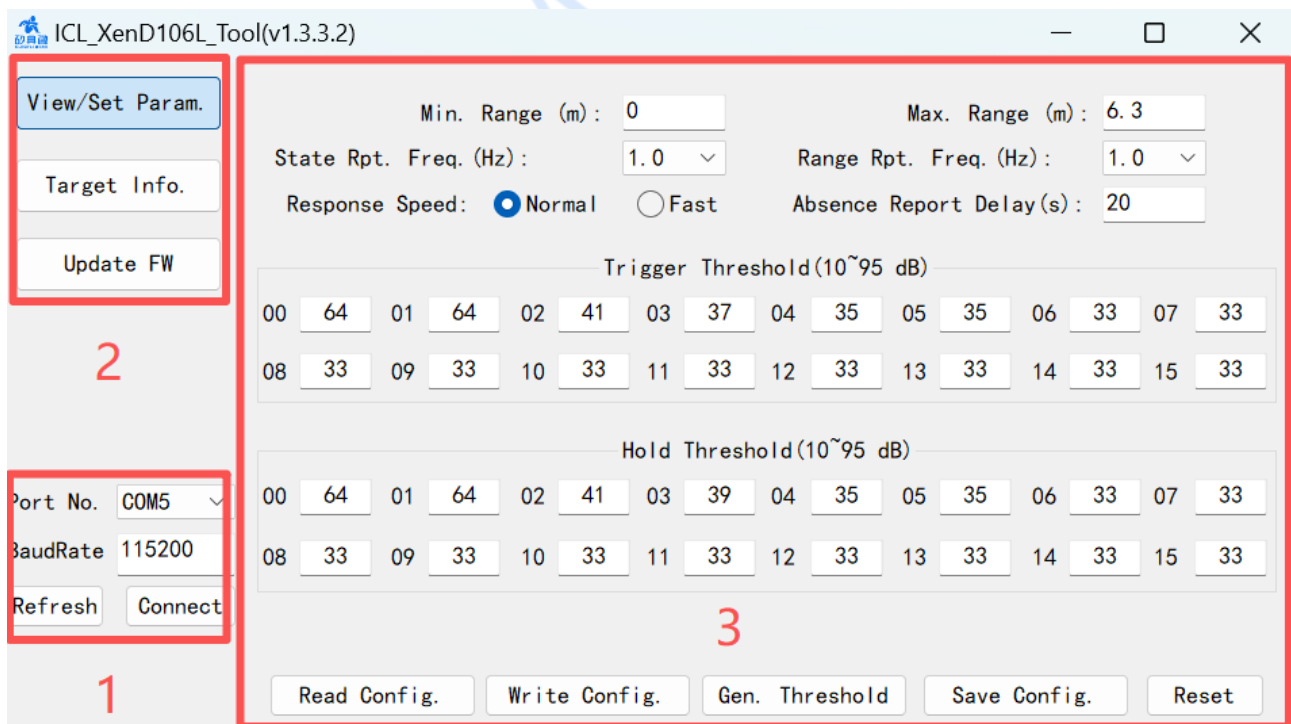 ICL_XenD106L_Tool(v1.3.3.2)
View/Set Param.
Target Info.
Update FW
2
Port No. COM5
BaudRate 115200
Refresh Connect
1
Min. Range (m): 0 Max. Range (m): 6.3
State Rpt. Freq.(Hz): 1.0 Range Rpt. Freq.(Hz): 1.0
Response Speed: Normal Fast Absence Report Delay(s): 20
Trigger Threshold(10~95 dB)
00 64 01 64 02 41 03 37 04 35 05 35 06 33 07 33
08 33 09 33 10 33 11 33 12 33 13 33 14 33 15 33
Hold Threshold(10~95 dB)
00 64 01 64 02 41 03 39 04 35 05 35 06 33 07 33
08 33 09 33 10 33 11 33 12 33 13 33 14 33 15 33
3
Read Config. Write Config. Gen. Threshold Save Config. Reset